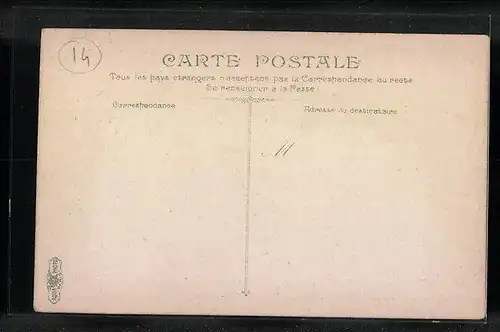 14
CARTE POSTALE
Tous les pays étrangers n'acceptent pas la Correspondance au recto
(Se renseigner à la Poste)
Correspondance
Adresse du destinataire
M